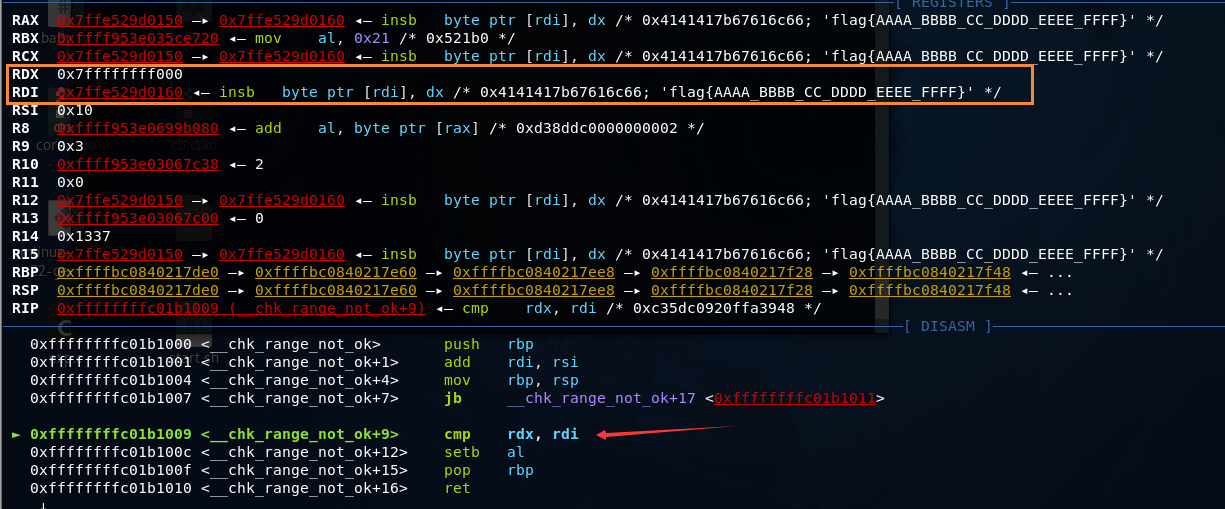 [ REGISTERS ]
RAX 0x7ffe529d0150 —▸ 0x7ffe529d0160 ◂— insb byte ptr [rdi], dx /* 0x4141417b67616c66; 'flag{AAAA_BBBB_CC_DDDD_EEEE_FFFF}' */
RBX 0xffff953e035ce720 ◂— mov al, 0x21 /* 0x521b0 */
RCX 0x7ffe529d0150 —▸ 0x7ffe529d0160 ◂— insb byte ptr [rdi], dx /* 0x4141417b67616c66; 'flag{AAAA_BBBB_CC_DDDD_EEEE_FFFF}' */
RDX 0x7ffffffff000
RDI 0x7ffe529d0160 ◂— insb byte ptr [rdi], dx /* 0x4141417b67616c66; 'flag{AAAA_BBBB_CC_DDDD_EEEE_FFFF}' */
RSI 0x10
R8 0xffff953e0699b080 ◂— add al, byte ptr [rax] /* 0xd38ddc0000000002 */
R9 0x3
R10 0xffff953e03067c38 ◂— 2
R11 0x0
R12 0x7ffe529d0150 —▸ 0x7ffe529d0160 ◂— insb byte ptr [rdi], dx /* 0x4141417b67616c66; 'flag{AAAA_BBBB_CC_DDDD_EEEE_FFFF}' */
R13 0xffff953e03067c00 ◂— 0
R14 0x1337
R15 0x7ffe529d0150 —▸ 0x7ffe529d0160 ◂— insb byte ptr [rdi], dx /* 0x4141417b67616c66; 'flag{AAAA_BBBB_CC_DDDD_EEEE_FFFF}' */
RBP 0xffffbc0840217de0 —▸ 0xffffbc0840217e60 —▸ 0xffffbc0840217ee8 —▸ 0xffffbc0840217f28 —▸ 0xffffbc0840217f48 ◂— ...
RSP 0xffffbc0840217de0 —▸ 0xffffbc0840217e60 —▸ 0xffffbc0840217ee8 —▸ 0xffffbc0840217f28 —▸ 0xffffbc0840217f48 ◂— ...
RIP 0xffffffffc01b1009 (__chk_range_not_ok+9) ◂— cmp rdx, rdi /* 0xc35dc0920ffa3948 */
[ DISASM ]
0xffffffffc01b1000 <__chk_range_not_ok> push rbp
0xffffffffc01b1001 <__chk_range_not_ok+1> add rdi, rsi
0xffffffffc01b1004 <__chk_range_not_ok+4> mov rbp, rsp
0xffffffffc01b1007 <__chk_range_not_ok+7> jb __chk_range_not_ok+17 <0xffffffffc01b1011>
► 0xffffffffc01b1009 <__chk_range_not_ok+9> cmp rdx, rdi
0xffffffffc01b100c <__chk_range_not_ok+12> setb al
0xffffffffc01b100f <__chk_range_not_ok+15> pop rbp
0xffffffffc01b1010 <__chk_range_not_ok+16> ret